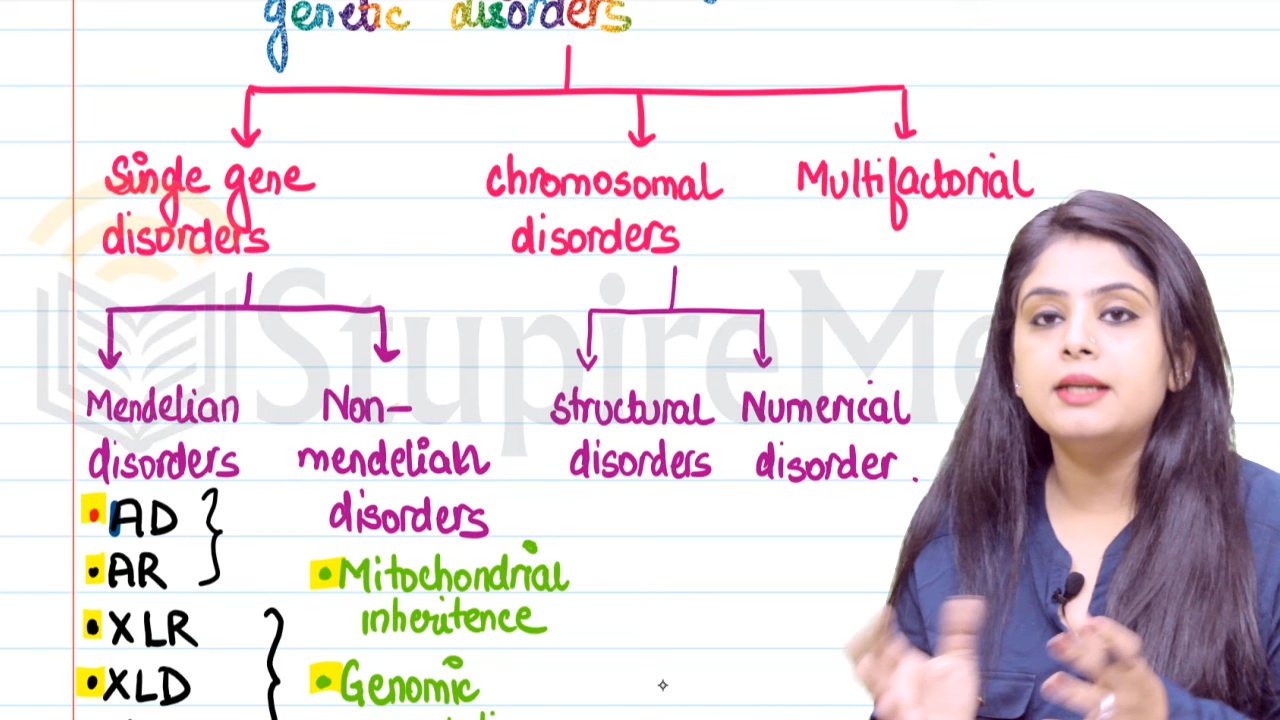 genetic disorders
Single gene
disorders
chromosomal
disorders
Multifactorial
StupireMe
Mendelian
disorders
Non-
mendelian
disorders
structural
disorders
Numerical
disorder.
AD
AR
XLR
XLD
Mitochondrial
inheritence
Genomic